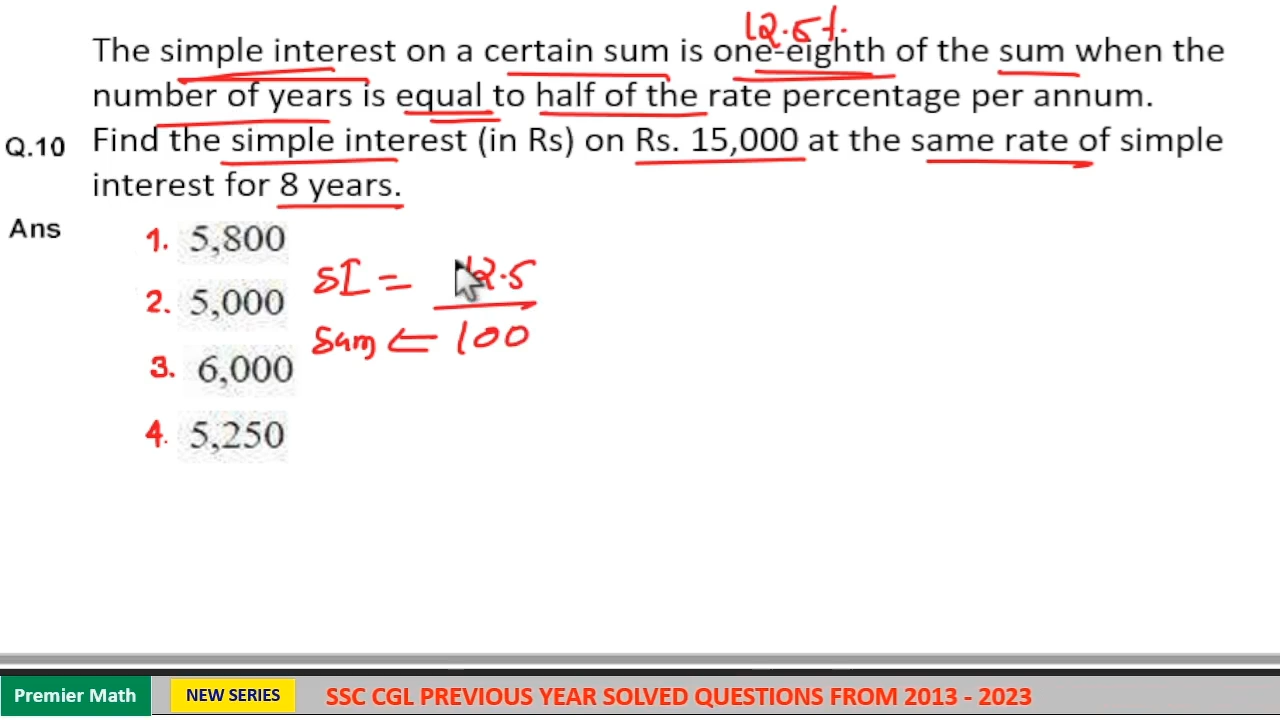 12.5%
The simple interest on a certain sum is one-eighth of the sum when the
number of years is equal to half of the rate percentage per annum.
Q.10 Find the simple interest (in Rs) on Rs. 15,000 at the same rate of simple
interest for 8 years.
Ans
1. 5,800
SI = 12.5
2. 5,000
Sum ← 100
3. 6,000
4. 5,250
Premier Math NEW SERIES SSC CGL PREVIOUS YEAR SOLVED QUESTIONS FROM 2013 - 2023